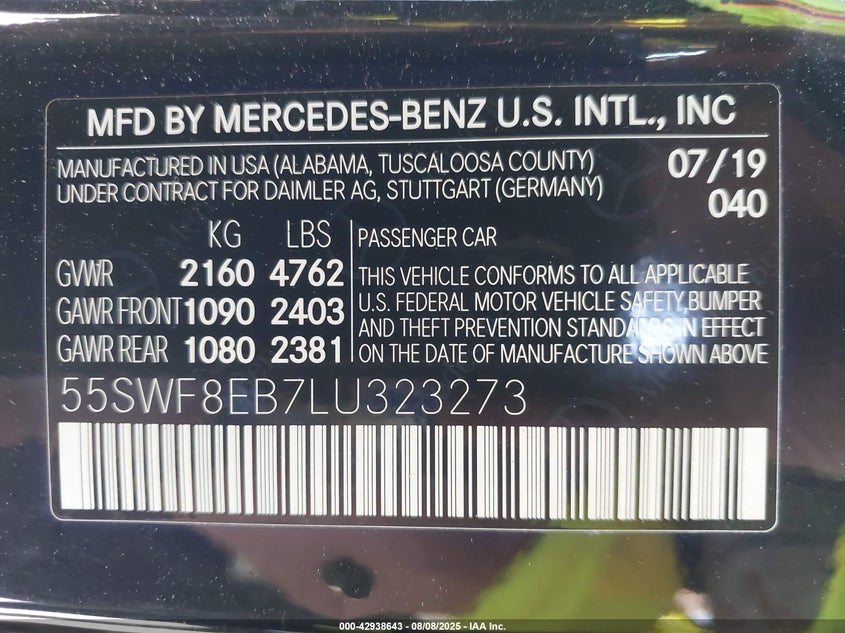 MFD BY MERCEDES-BENZ U.S. INTL., INC
MANUFACTURED IN USA (ALABAMA, TUSCALOOSA COUNTY) 07/19
UNDER CONTRACT FOR DAIMLER AG, STUTTGART (GERMANY) 040
KG LBS
GVWR 2160 4762
GAWR FRONT 1090 2403
GAWR REAR 1080 2381
PASSENGER CAR
THIS VEHICLE CONFORMS TO ALL APPLICABLE
U.S. FEDERAL MOTOR VEHICLE SAFETY, BUMPER
AND THEFT PREVENTION STANDARDS IN EFFECT
ON THE DATE OF MANUFACTURE SHOWN ABOVE
55SWF8EB7LU323273
000-42938643 - 08/08/2025 - IAA Inc.